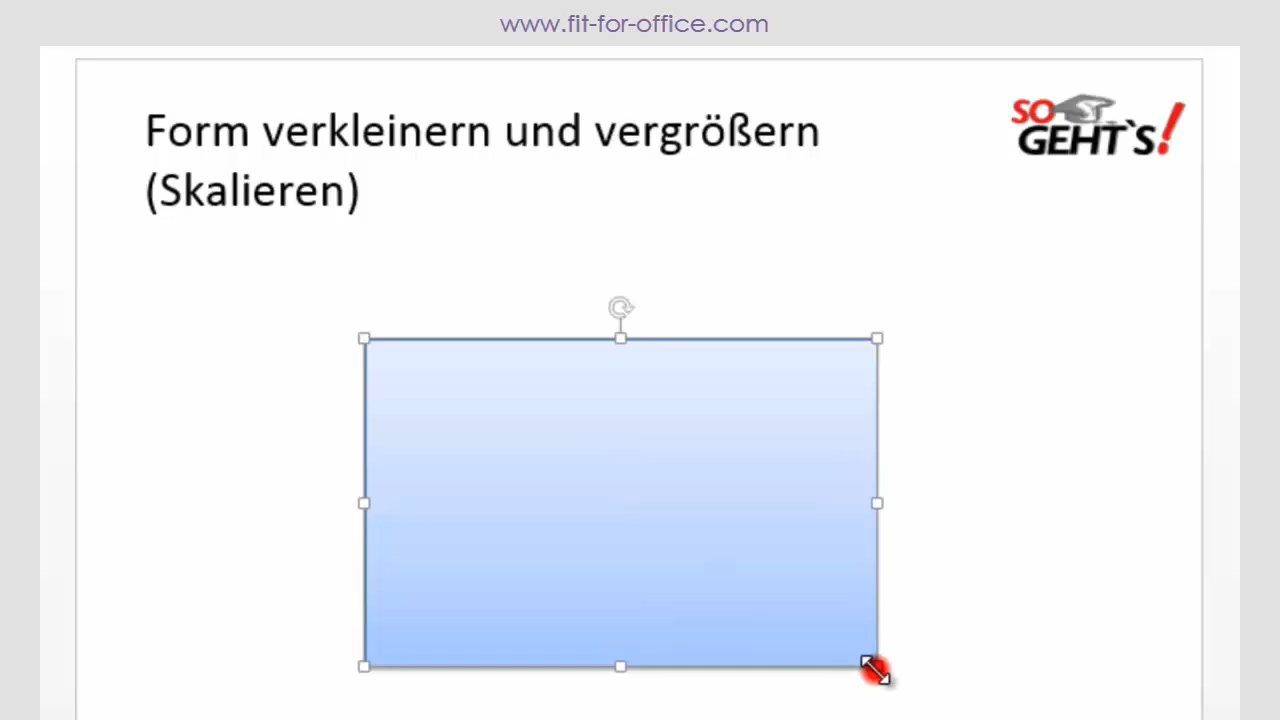 www.fit-for-office.com
Form verkleinern und vergrößern
(Skalieren)
SO
GEHT`S!